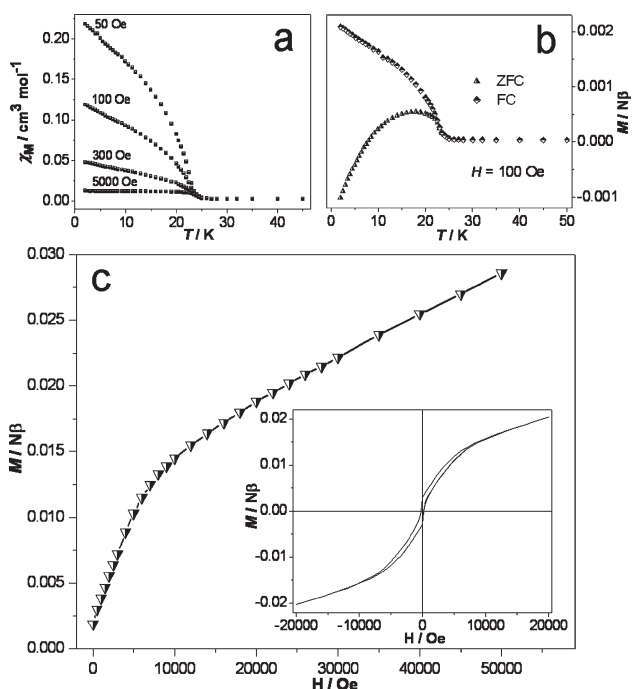 a
50 Oe
100 Oe
300 Oe
5000 Oe
χM / cm³ mol⁻¹
0.20
0.15
0.10
0.05
0.00
0 10 20 30 40
T / K
b
ZFC
FC
H = 100 Oe
M / Nβ
0.002
0.001
0.000
-0.001
0 10 20 30 40 50
T / K
c
M / Nβ
0.030
0.025
0.020
0.015
0.010
0.005
0.000
0 10000 20000 30000 40000 50000
H / Oe
M / Nβ
0.02
0.01
0.00
-0.01
-0.02
-20000 -10000 0 10000 20000
H / Oe